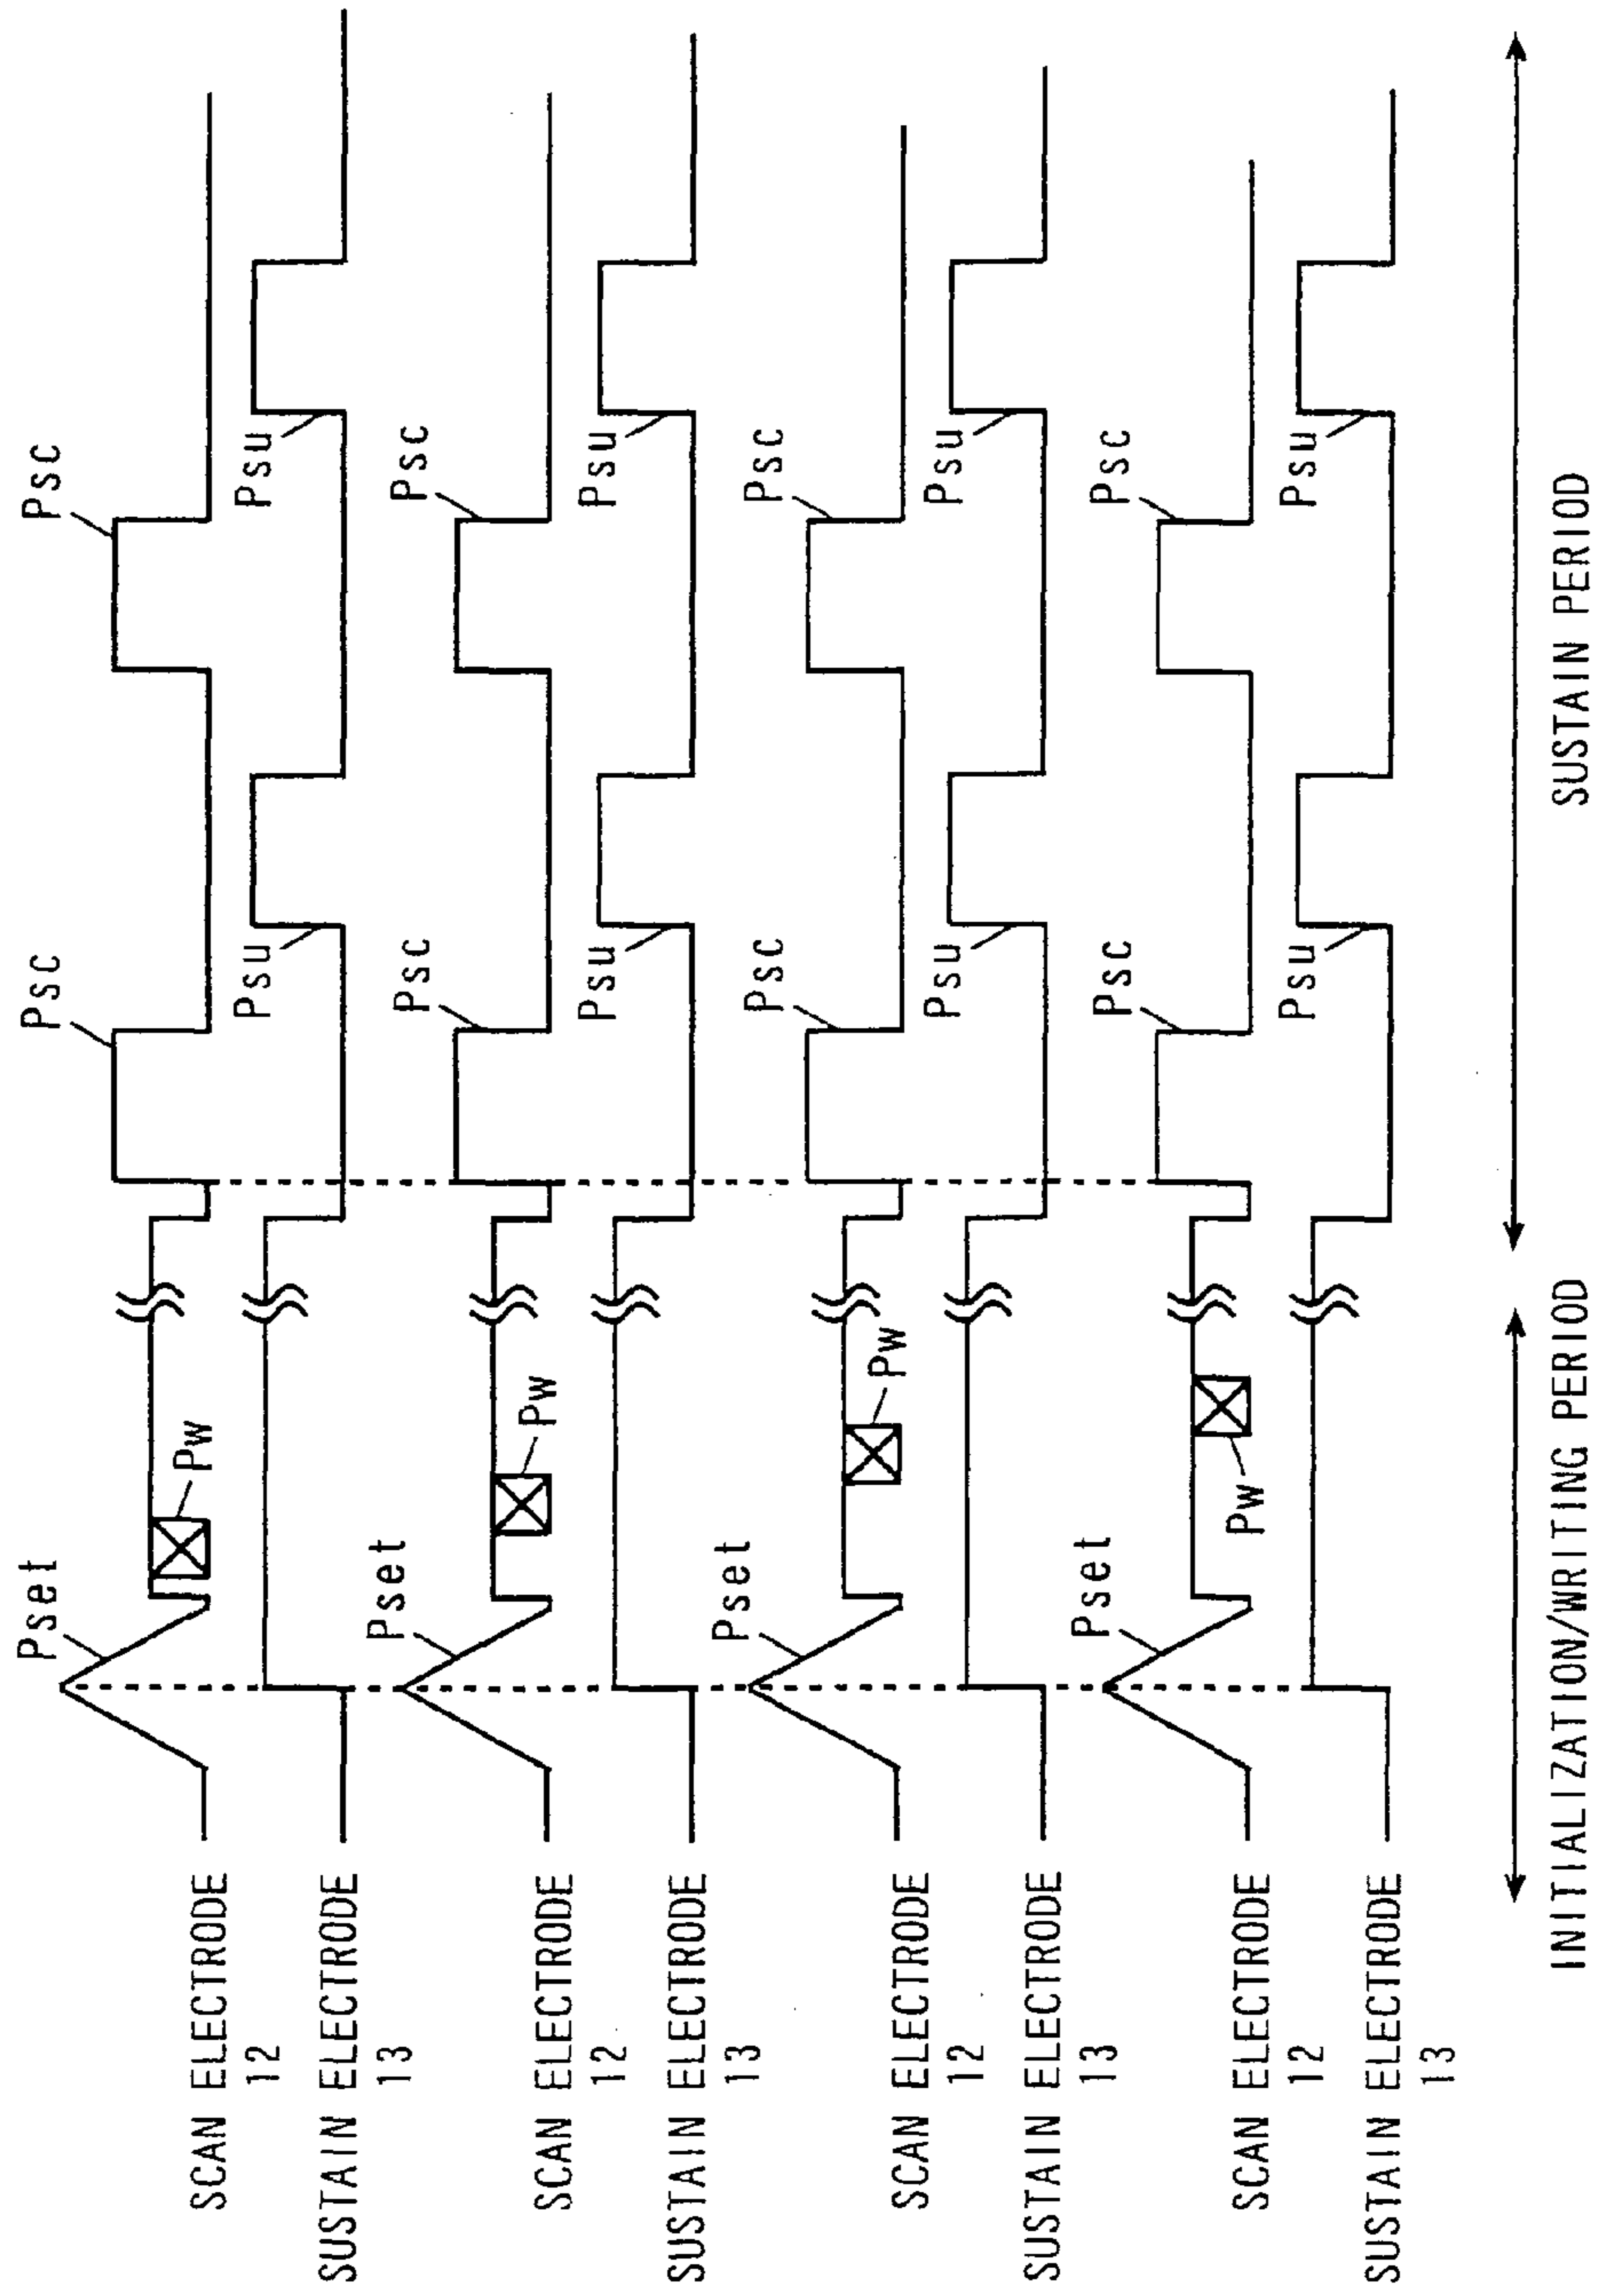 Pset
Pw
Psc
Psc
SCAN ELECTRODE
12
Psu
Psu
SUSTAIN ELECTRODE
13
Pset
Pw
Psc
Psc
SCAN ELECTRODE
12
Psu
Psu
SUSTAIN ELECTRODE
13
Pset
Pw
Psc
Psc
SCAN ELECTRODE
12
Psu
Psu
SUSTAIN ELECTRODE
13
Pset
Pw
Psc
Psc
SCAN ELECTRODE
12
Psu
Psu
SUSTAIN ELECTRODE
13
INITIALIZATION/WRITING PERIOD
SUSTAIN PERIOD